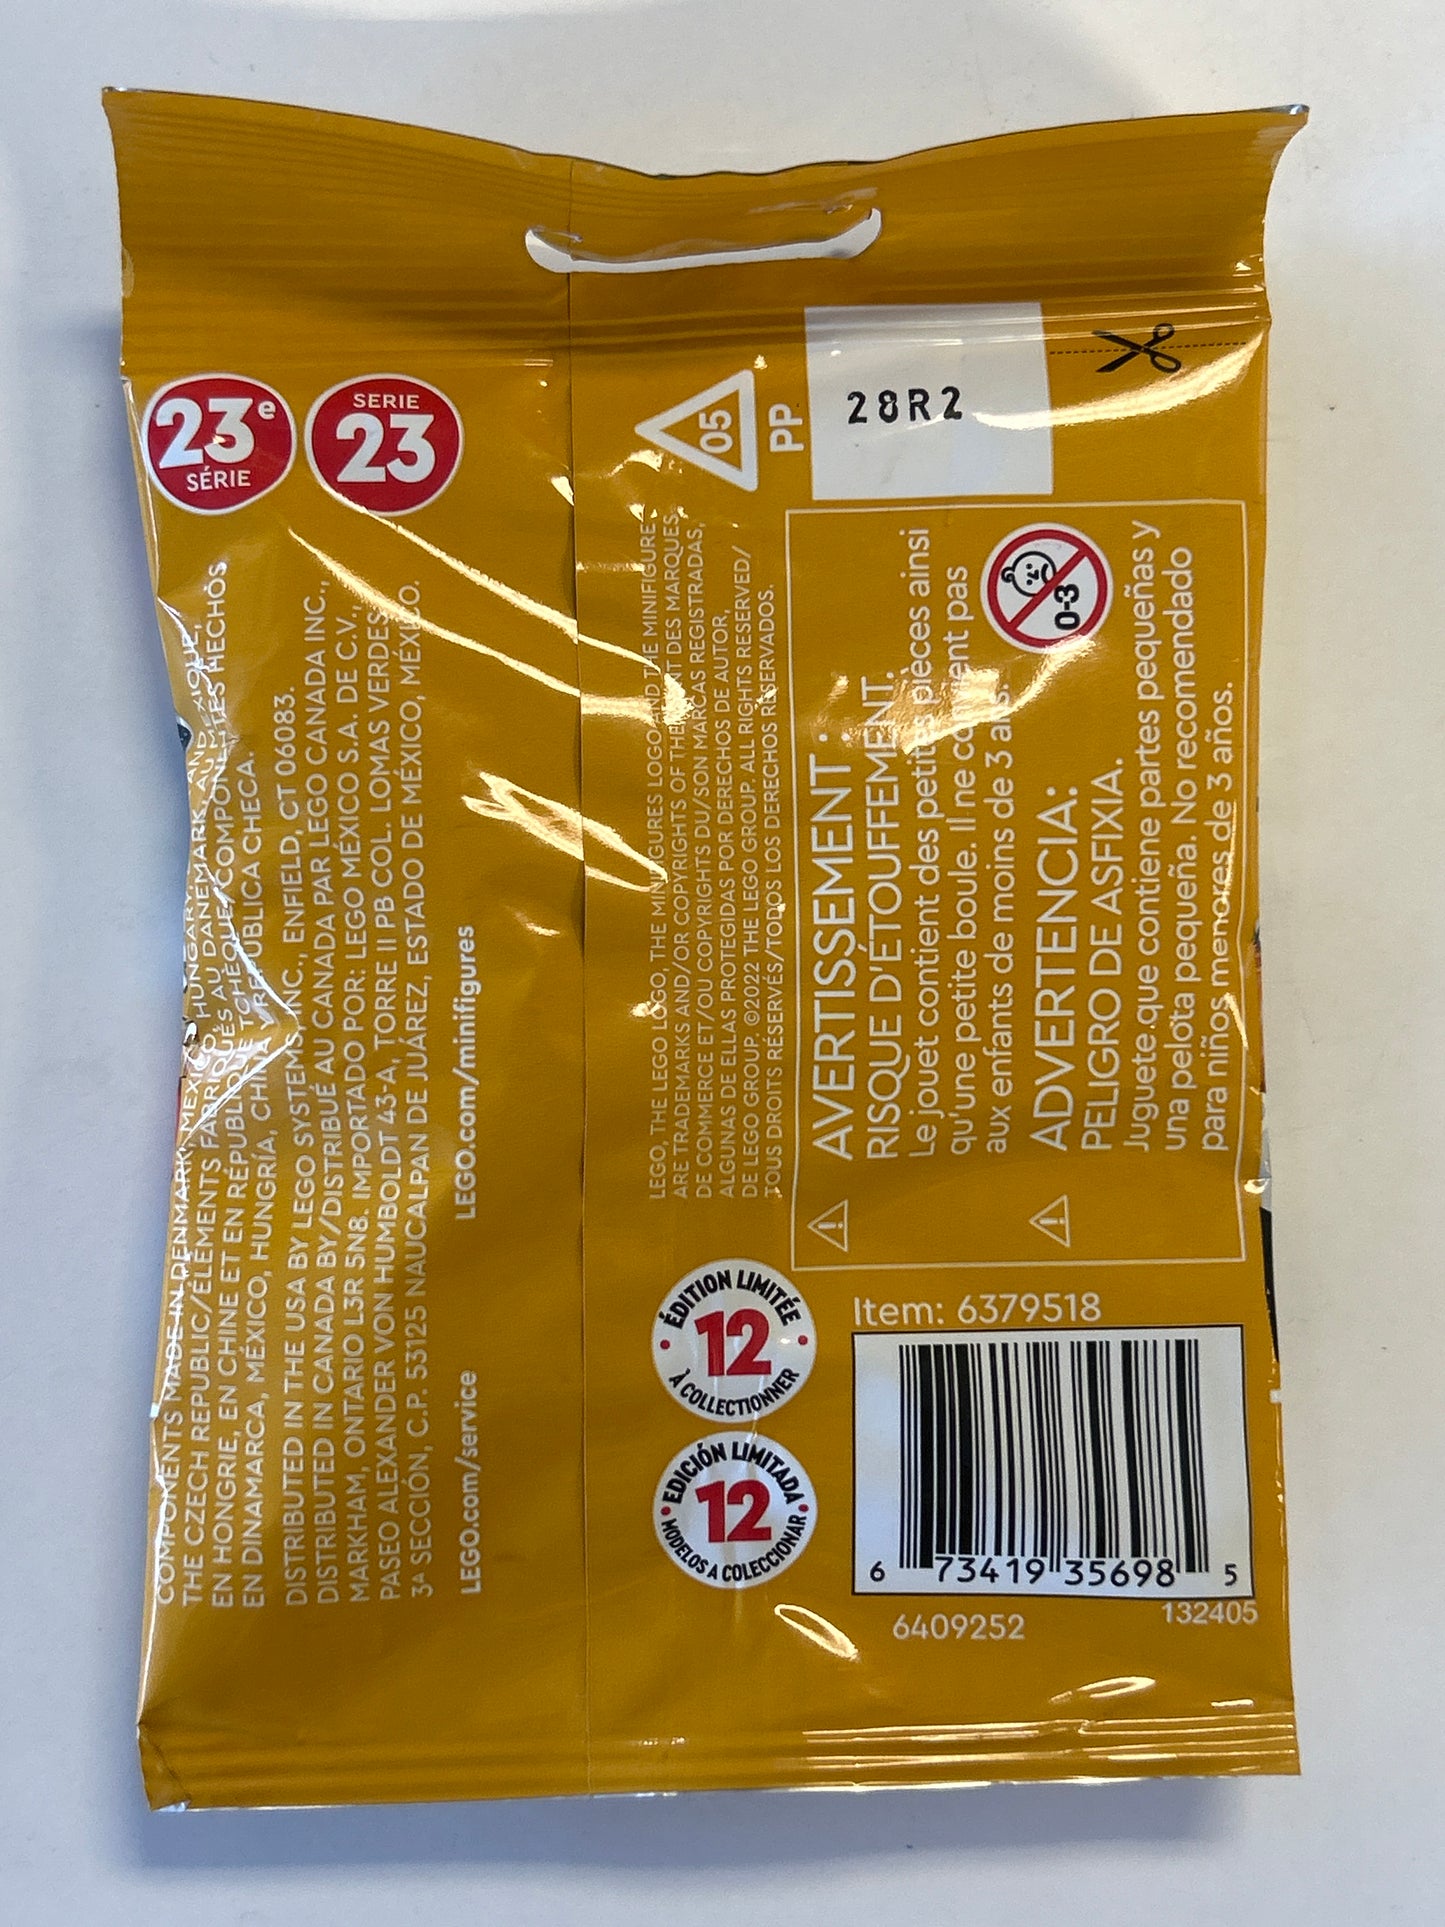 23e
SÉRIE
SERIE
23
COMPONENTS MADE IN DENMARK, MEXICO, HUNGARY, AND
THE CZECH REPUBLIC/ÉLÉMENTS FABRIQUÉS AU DANEMARK, AU MEXIQUE,
EN HONGRIE, EN CHINE ET EN RÉPUBLIQUE TCHÈQUE/COMPONENTES HECHOS
EN DINAMARCA, MÉXICO, HUNGRÍA, CHINA Y REPÚBLICA CHECA.
DISTRIBUTED IN THE USA BY LEGO SYSTEMS, INC., ENFIELD, CT 06083.
DISTRIBUTED IN CANADA BY/DISTRIBUÉ AU CANADA PAR LEGO CANADA INC.,
MARKHAM, ONTARIO L3R 5N8. IMPORTADO POR: LEGO MÉXICO S.A. DE C.V.,
PASEO ALEXANDER VON HUMBOLDT 43-A, TORRE II PB COL. LOMAS VERDES
3ª SECCIÓN, C.P. 53125 NAUCALPAN DE JUÁREZ, ESTADO DE MÉXICO, MÉXICO.
LEGO.com/service
LEGO.com/minifigures
05
PP
28R2
LEGO, THE LEGO LOGO, THE MINIFIGURES LOGO AND THE MINIFIGURE
ARE TRADEMARKS AND/OR COPYRIGHTS OF THE/SONT DES MARQUES
DE COMMERCE ET/OU COPYRIGHTS DU/SON MARCAS REGISTRADAS,
ALGUNAS DE ELLAS PROTEGIDAS POR DERECHOS DE AUTOR,
DE LEGO GROUP. ©2022 THE LEGO GROUP. ALL RIGHTS RESERVED/
TOUS DROITS RÉSERVÉS/TODOS LOS DERECHOS RESERVADOS.
AVERTISSEMENT :
RISQUE D'ÉTOUFFEMENT.
Le jouet contient des petites pièces ainsi
qu'une petite boule. Il ne convient pas
aux enfants de moins de 3 ans.
0-3
ADVERTENCIA:
PELIGRO DE ASFIXIA.
Juguete que contiene partes pequeñas y
una pelota pequeña. No recomendado
para niños menores de 3 años.
ÉDITION LIMITÉE
12
À COLLECTIONNER
EDICIÓN LIMITADA
12
MODELOS A COLECCIONAR
Item: 6379518
6 73419 35698 5
6409252
132405